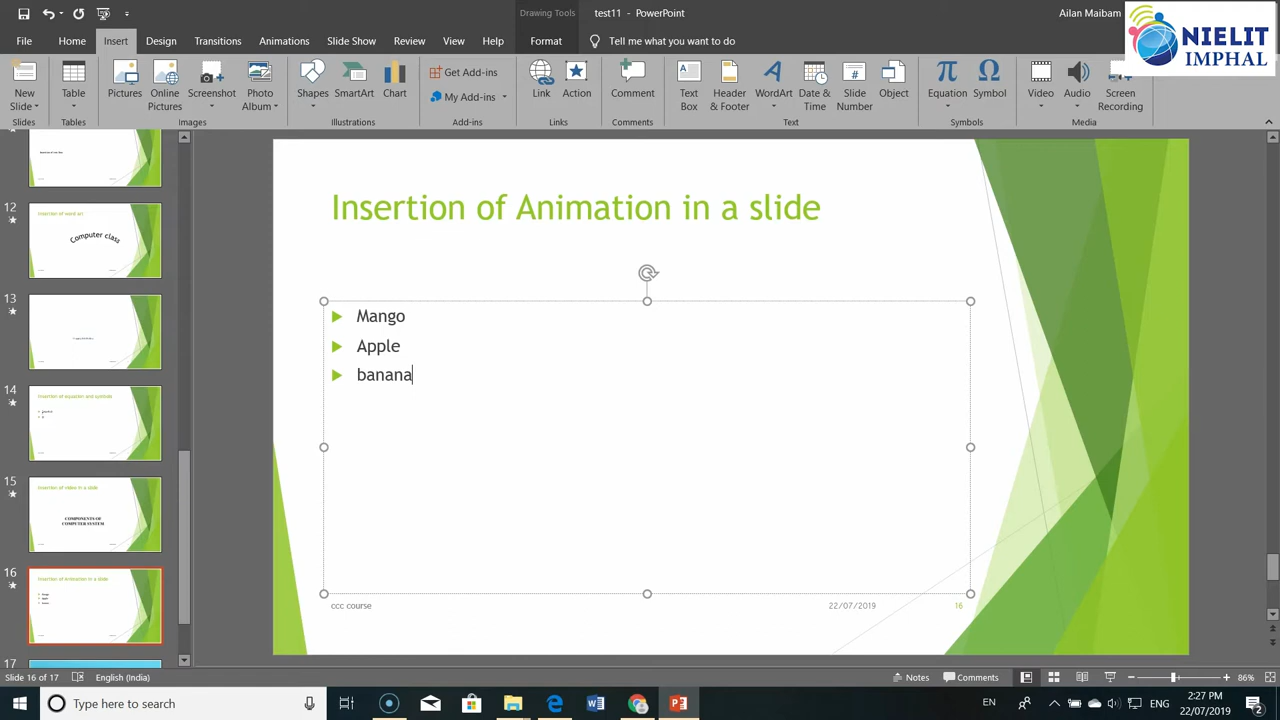 Drawing Tools
test11 - PowerPoint
Ailan Maibam
NIELIT
IMPHAL
File Home Insert Design Transitions Animations Slide Show Review View Help Format Tell me what you want to do
New Slide
Table
Pictures
Online Pictures
Screenshot
Photo Album
Shapes
SmartArt
Chart
Get Add-ins
My Add-ins
Link
Action
Comment
Text Box
Header & Footer
WordArt
Date & Time
Slide Number
Object
Equation
Symbol
Video
Audio
Screen Recording
Slides Tables Images Illustrations Add-ins Links Comments Text Symbols Media
12
Insertion of word art
Computer class
13
14
Insertion of equation and symbols
15
Insertion of video in a slide
COMPONENTS OF
COMPUTER SYSTEM
16
Insertion of Animation in a slide
Mango
Apple
banana
17
Insertion of Animation in a slide
Mango
Apple
banana
ccc course
22/07/2019
16
Slide 16 of 17
English (India)
Notes
Comments
86%
Type here to search
EN
2:27 PM
22/07/2019
2